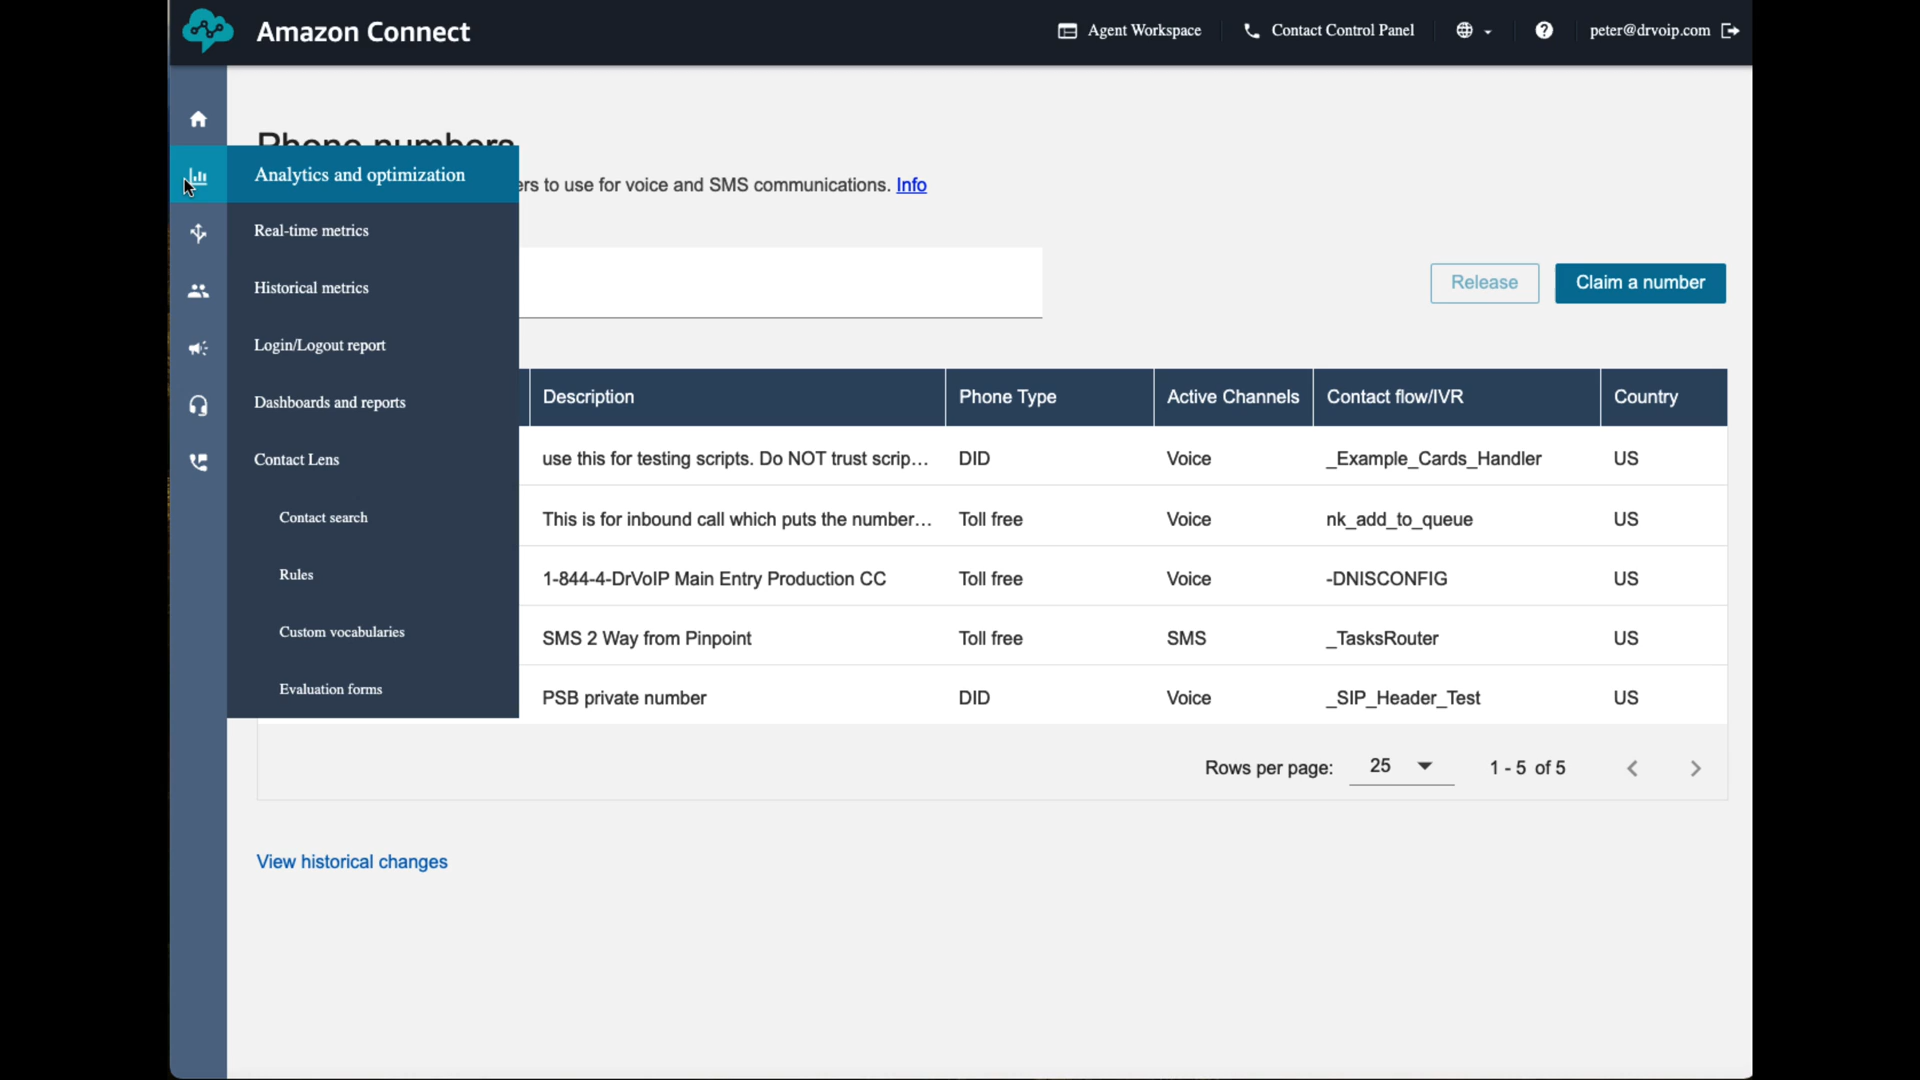 Amazon Connect
Agent Workspace
Contact Control Panel
peter@drvoip.com
Phone numbers
Analytics and optimization
ers to use for voice and SMS communications. Info
Real-time metrics
Historical metrics
Release
Claim a number
Login/Logout report
Dashboards and reports
Contact Lens
Contact search
Rules
Custom vocabularies
Evaluation forms
Description Phone Type Active Channels Contact flow/IVR Country
use this for testing scripts. Do NOT trust scrip... DID Voice _Example_Cards_Handler US
This is for inbound call which puts the number... Toll free Voice nk_add_to_queue US
1-844-4-DrVoIP Main Entry Production CC Toll free Voice -DNISCONFIG US
SMS 2 Way from Pinpoint Toll free SMS _TasksRouter US
PSB private number DID Voice _SIP_Header_Test US
Rows per page: 25 1 - 5 of 5
View historical changes